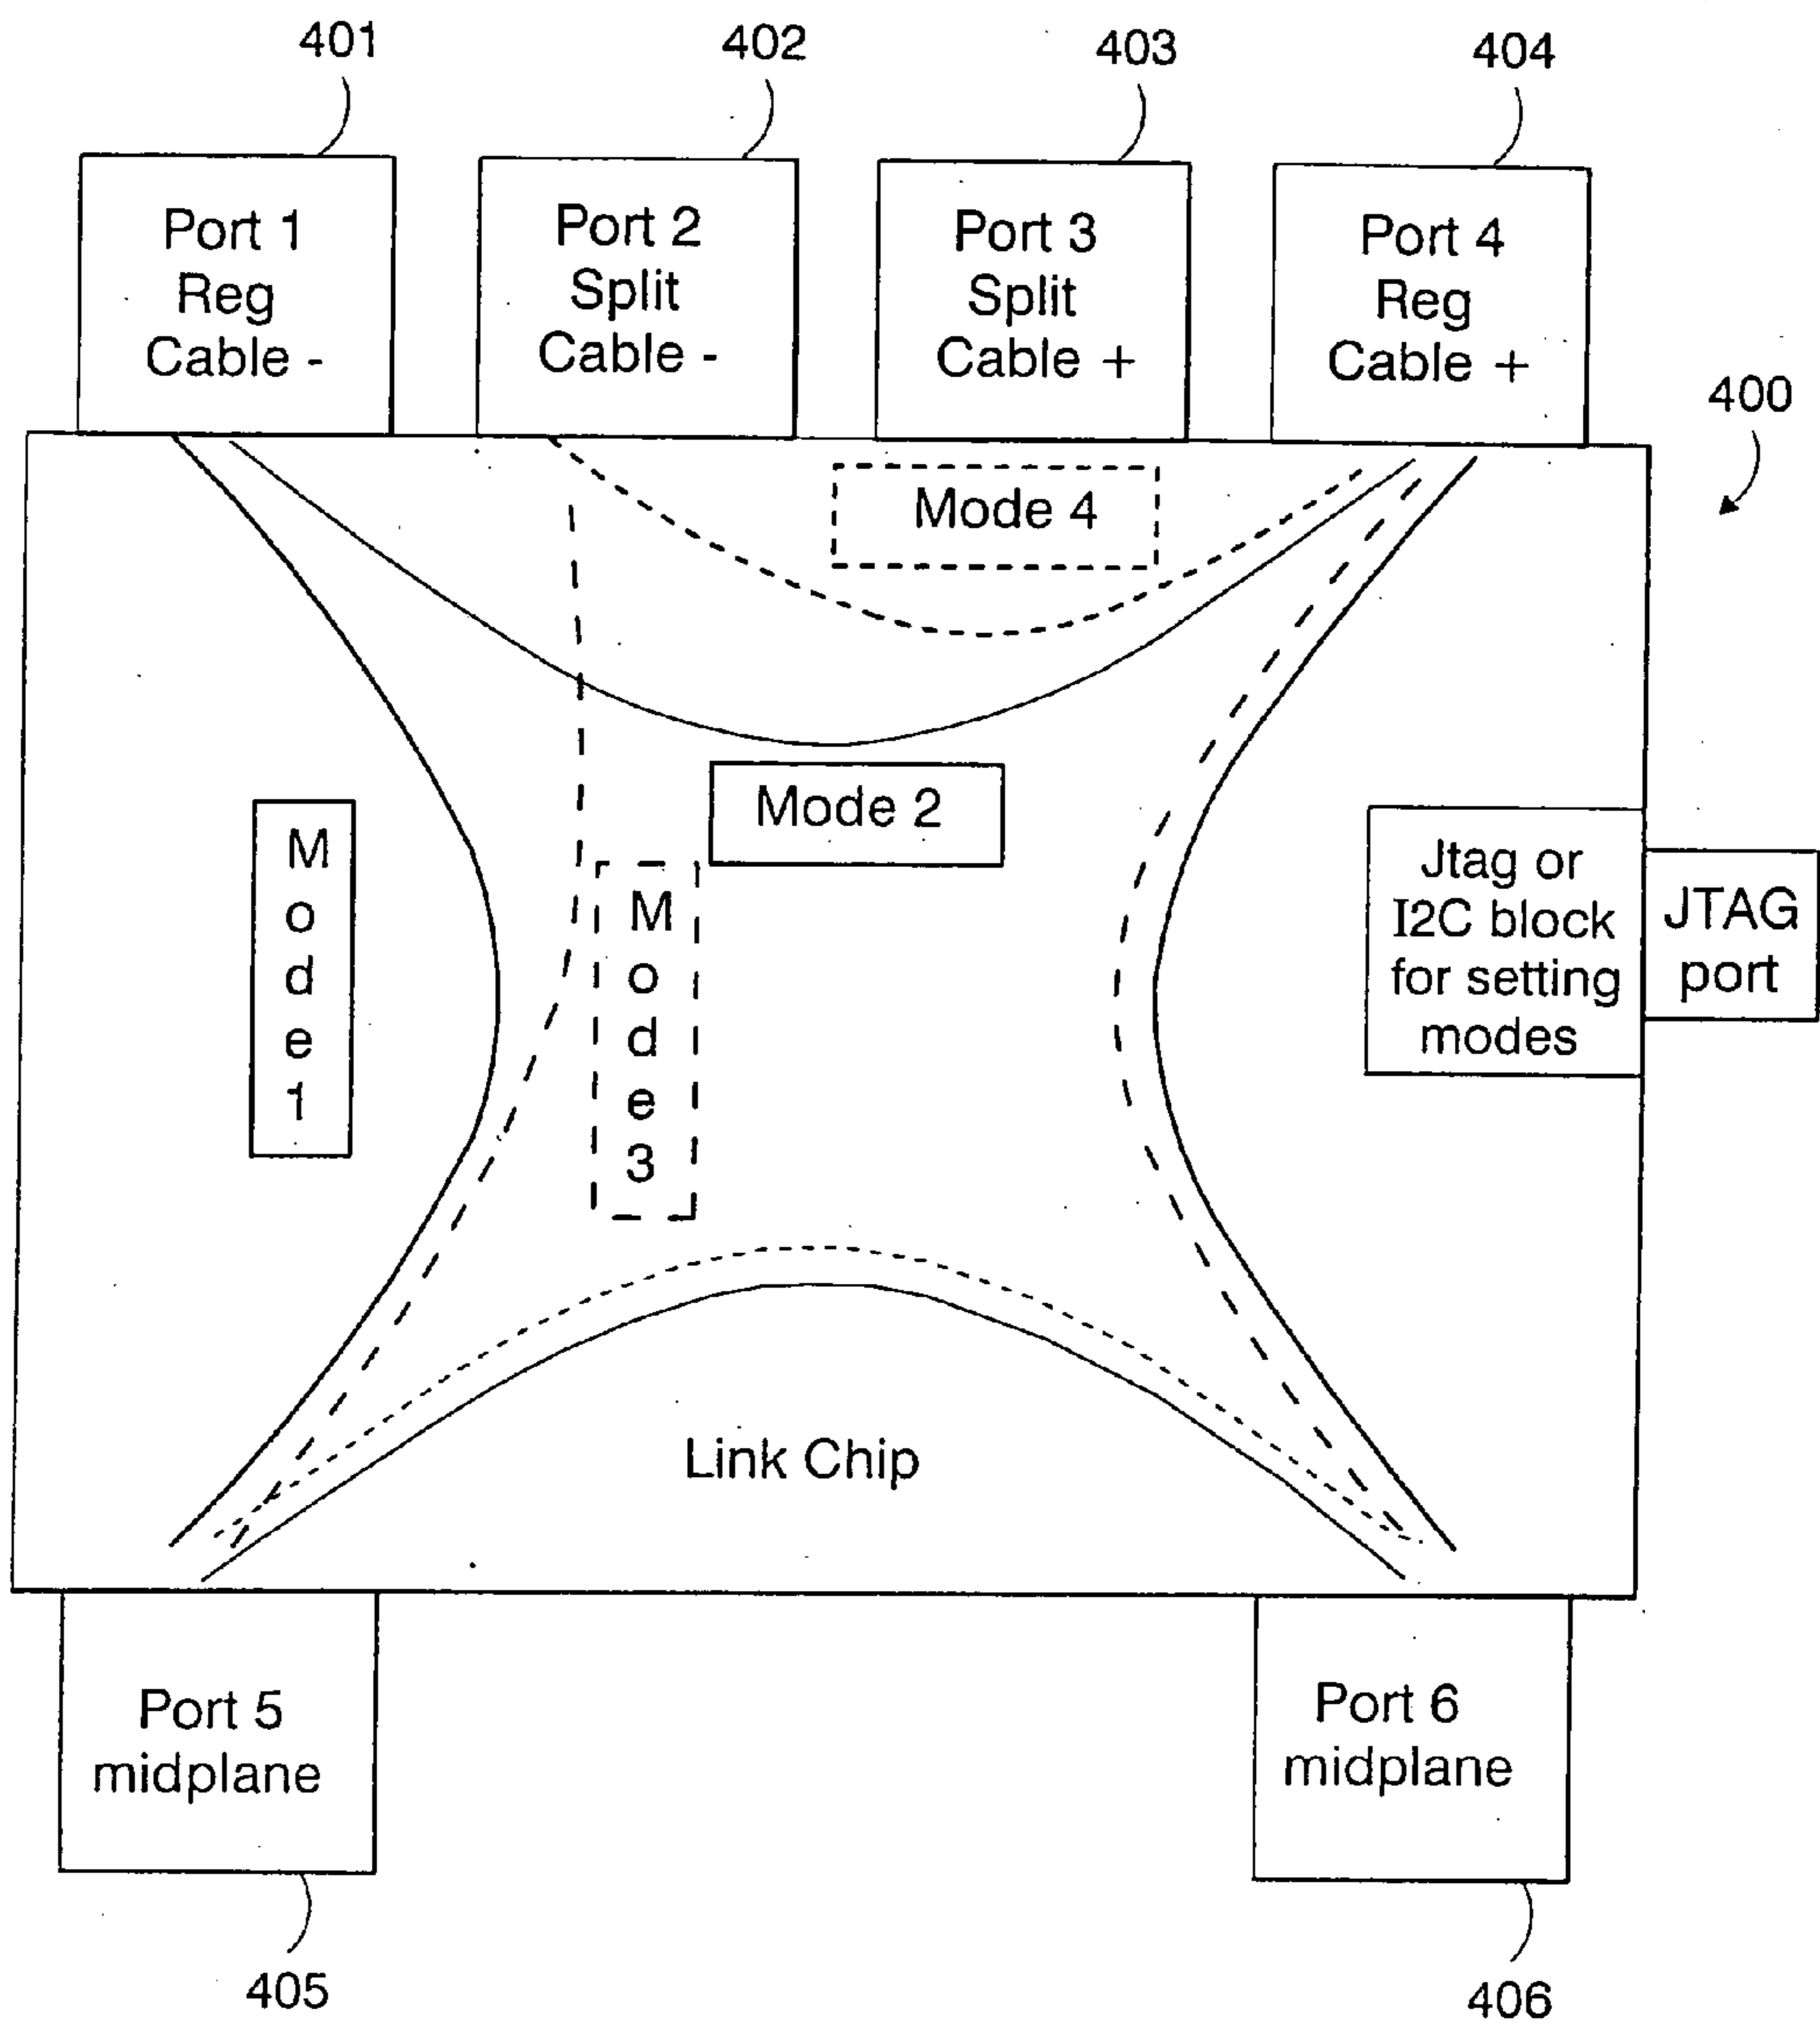 401
402
403
404
Port 1
Reg
Cable -
Port 2
Split
Cable -
Port 3
Split
Cable +
Port 4
Reg
Cable +
400
Mode 4
Mode 2
M
o
d
e
1
M
o
d
e
3
Jtag or
I2C block
for setting
modes
JTAG
port
Link Chip
Port 5
midplane
Port 6
midplane
405
406